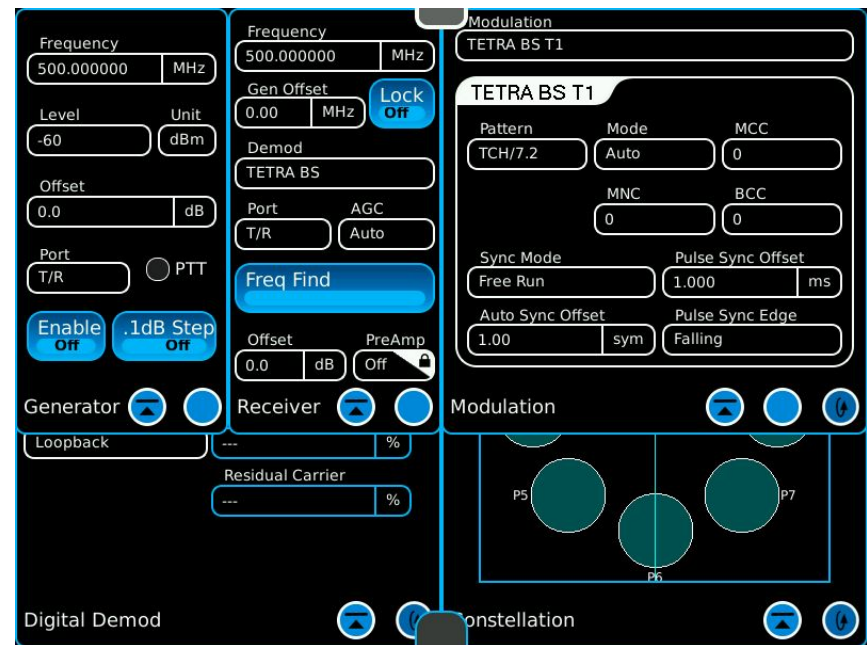 Frequency
500.000000 MHz
Level Unit
-60 dBm
Offset
0.0 dB
Port
T/R PTT
Enable .1dB Step
Off Off
Generator
Frequency
500.000000 MHz
Gen Offset
0.00 MHz
Lock
Off
Demod
TETRA BS
Port AGC
T/R Auto
Freq Find
Offset PreAmp
0.0 dB Off
Receiver
Modulation
TETRA BS T1
TETRA BS T1
Pattern Mode MCC
TCH/7.2 Auto 0
MNC BCC
0 0
Sync Mode Pulse Sync Offset
Free Run 1.000 ms
Auto Sync Offset Pulse Sync Edge
1.00 sym Falling
Modulation
Loopback --- %
Residual Carrier
--- %
Digital Demod
P5 P7
P6
onstellation